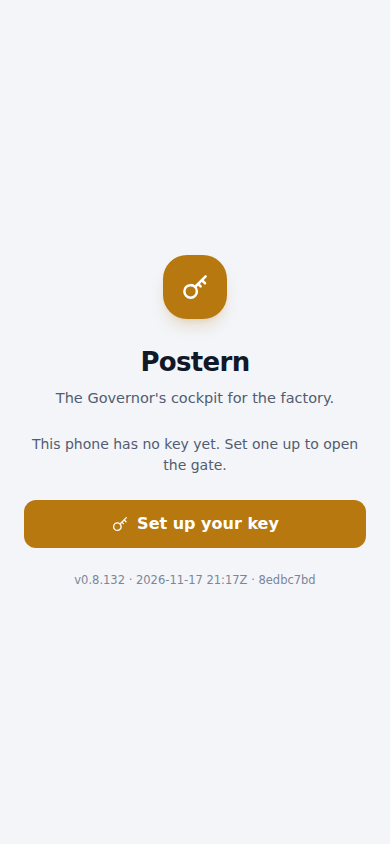 Postern
The Governor's cockpit for the factory.
This phone has no key yet. Set one up to open
the gate.
Set up your key
v0.8.132 · 2026-11-17 21:17Z · 8edbc7bd